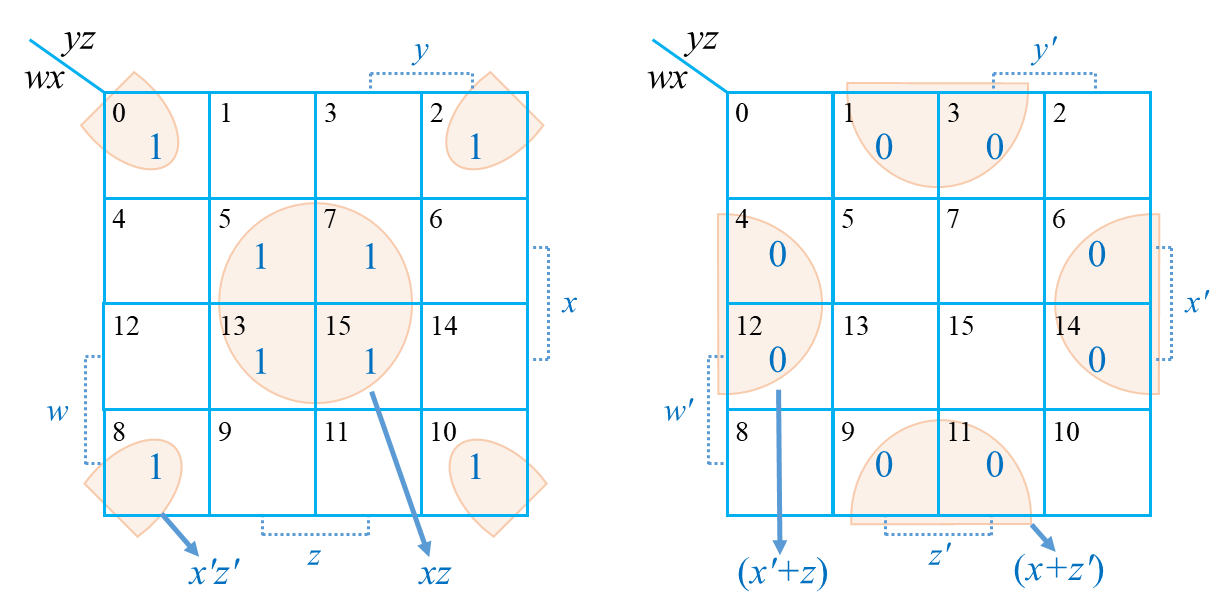 yz
wx
y
0 1 3 2
1 1
4 5 7 6
1 1
x
12 13 15 14
1 1
w
8 9 11 10
1 1
z
x'z'
xz
yz
wx
y'
0 1 3 2
0 0
4 5 7 6
0 0
x'
12 13 15 14
0 0
w'
8 9 11 10
0 0
z'
(x'+z)
(x+z')